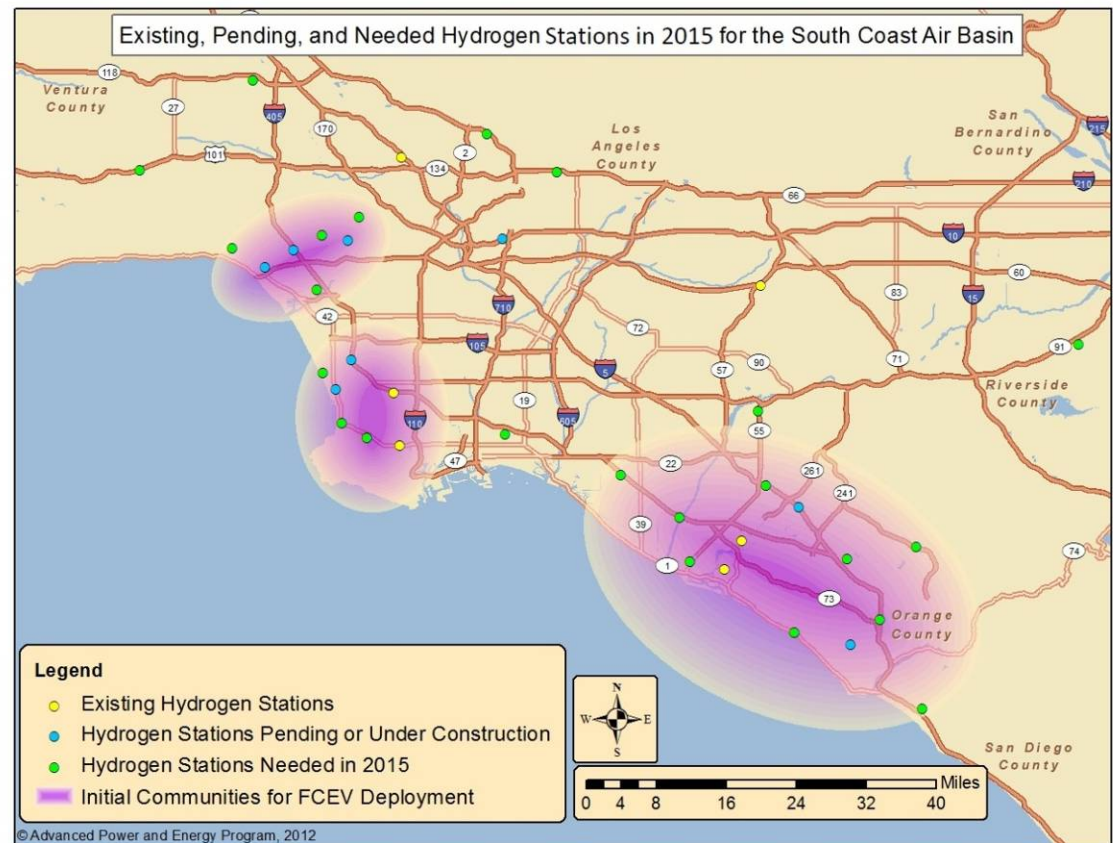 Existing, Pending, and Needed Hydrogen Stations in 2015 for the South Coast Air Basin
118
Ventura
County
27
405
170
101
134
2
Los
Angeles
County
San
Bernardino
County
215
210
66
10
60
15
83
71
91
Riverside
County
42
105
710
72
5
57
90
19
605
110
47
22
55
261
241
39
1
73
74
Orange
County
San Diego
County
Legend
Existing Hydrogen Stations
Hydrogen Stations Pending or Under Construction
Hydrogen Stations Needed in 2015
Initial Communities for FCEV Deployment
N
W E
S
Miles
0 4 8 16 24 32 40
© Advanced Power and Energy Program, 2012